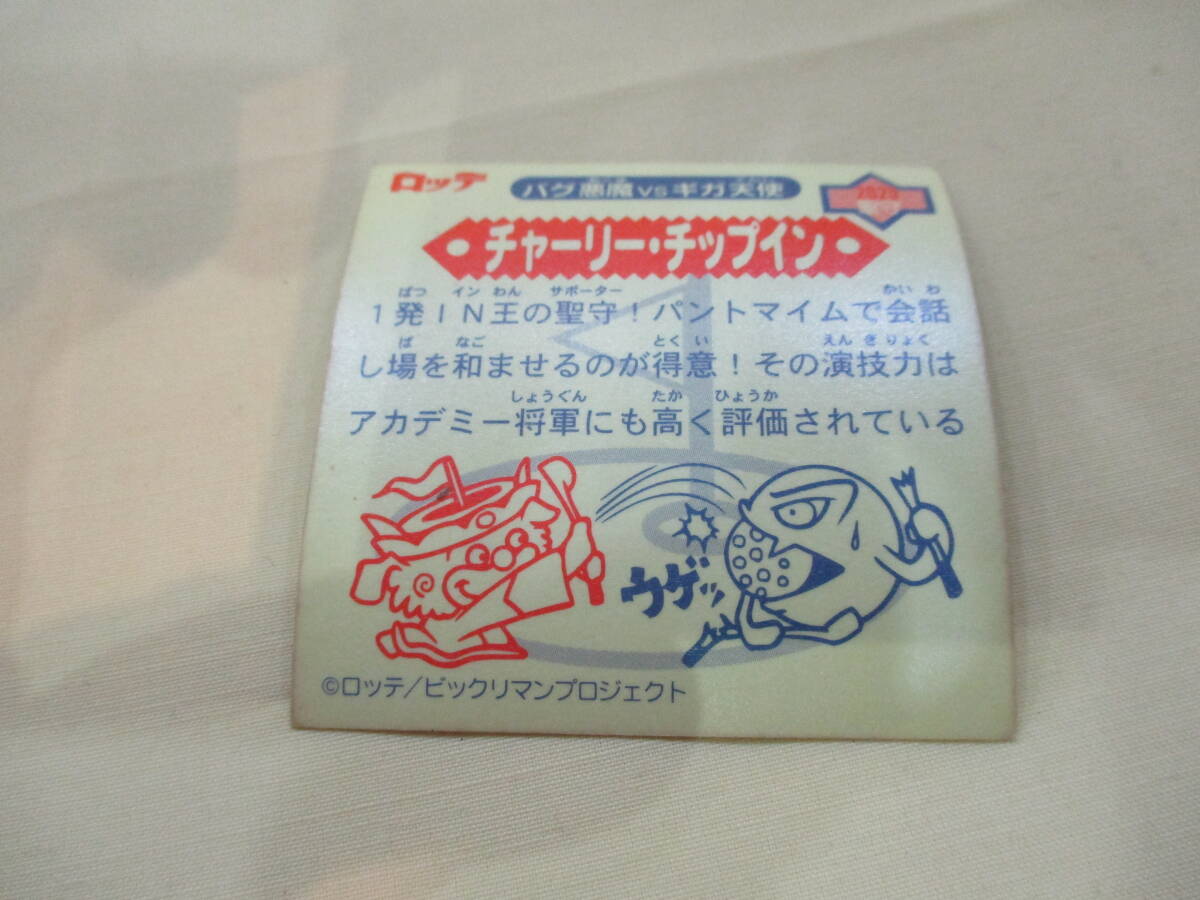 ロッテ
バグ悪魔VSギガ天使
チャーリー・チップイン
ぱつ イン わん サポーター かいわ
1発IN王の聖守!パントマイムで会話
ば なご とくい えんぎりょく
し場を和ませるのが得意!その演技力は
しょうぐん たか ひょうか
アカデミー将軍にも高く評価されている
ウゲッ
©ロッテ/ビックリマンプロジェクト